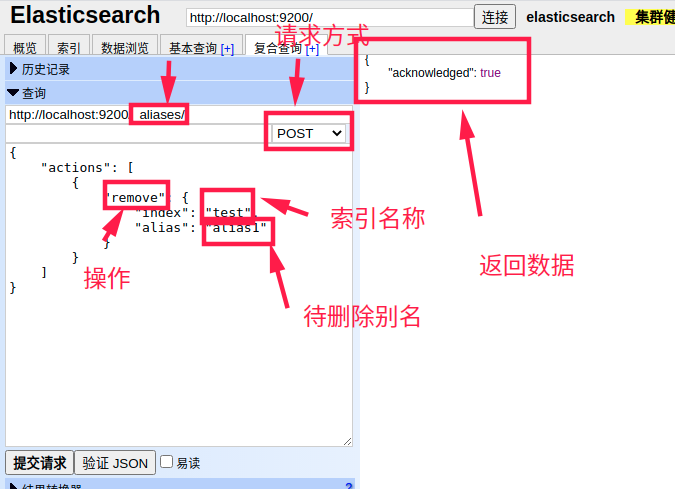 Elasticsearch
http://localhost:9200/
连接
elasticsearch
集群健
概览
索引
数据浏览
基本查询 [+]
复合查询 [+]
请求方式
历史记录
查询
http://localhost:9200/
_aliases/
POST
{
"actions": [
{
"remove": {
"index": "test",
"alias": "alias1"
}
}
]
}
操作
索引名称
待删除别名
{
"acknowledged": true
}
返回数据
提交请求
验证 JSON
易读
结果转换器
?